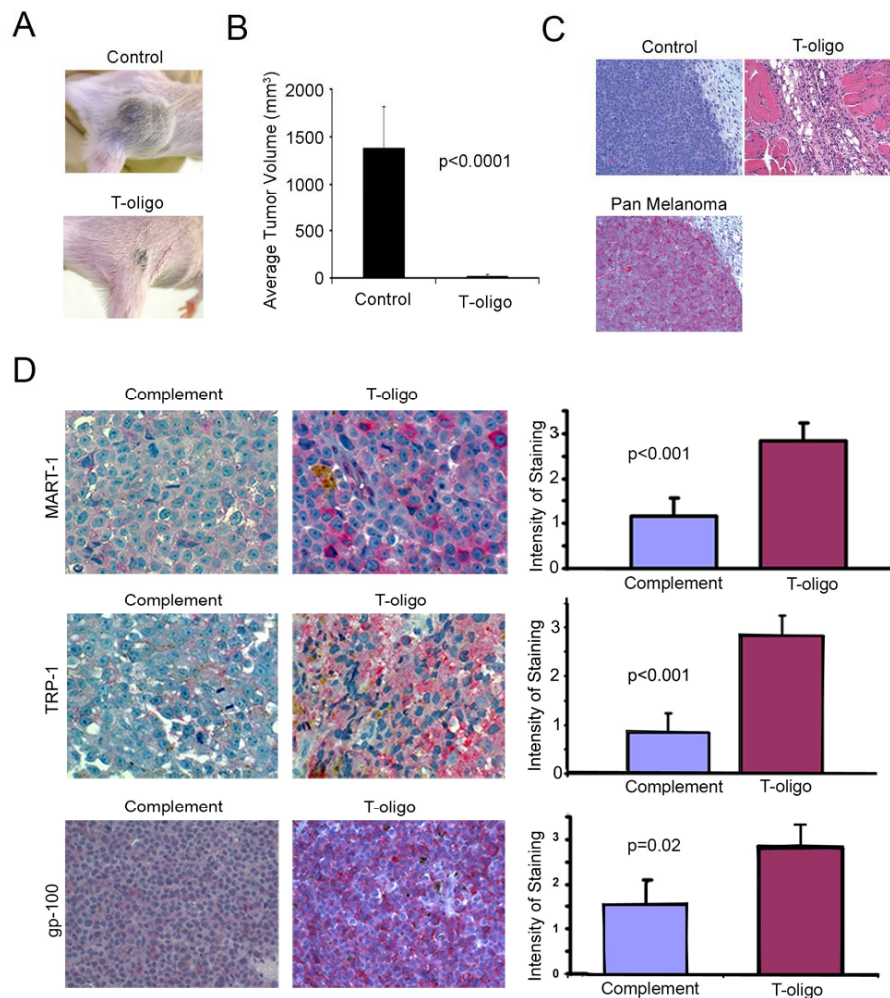 A
Control
T-oligo
B
Average Tumor Volume (mm³)
2000
1500
1000
500
0
p<0.0001
Control
T-oligo
C
Control
T-oligo
Pan Melanoma
D
Complement
T-oligo
MART-1
Intensity of Staining
3
2
1
0
p<0.001
Complement
T-oligo
Complement
T-oligo
TRP-1
Intensity of Staining
3
2
1
0
p<0.001
Complement
T-oligo
Complement
T-oligo
gp-100
Intensity of Staining
3
2
1
0
p=0.02
Complement
T-oligo